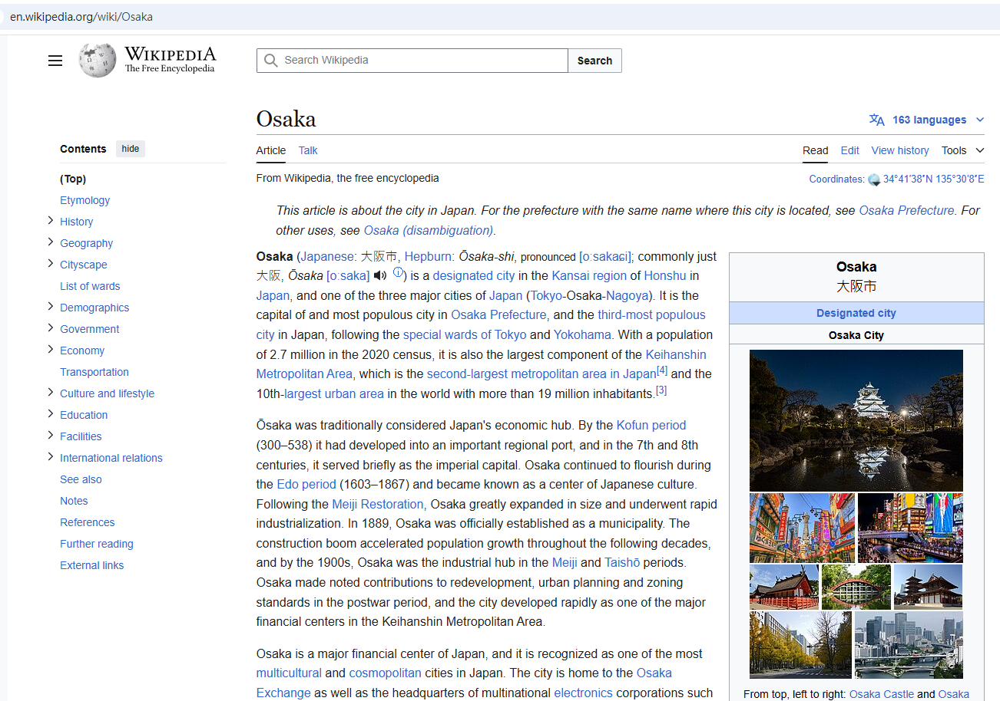 en.wikipedia.org/wiki/Osaka
WIKIPEDIA
The Free Encyclopedia
Search Wikipedia
Search
Osaka
163 languages
Contents
hide
Article
Talk
Read
Edit
View history
Tools
(Top)
Etymology
History
Geography
Cityscape
List of wards
Demographics
Government
Economy
Transportation
Culture and lifestyle
Education
Facilities
International relations
See also
Notes
References
Further reading
External links
From Wikipedia, the free encyclopedia
Coordinates: 34°41′38″N 135°30′8″E
This article is about the city in Japan. For the prefecture with the same name where this city is located, see Osaka Prefecture. For
other uses, see Osaka (disambiguation).
Osaka (Japanese: 大阪市, Hepburn: Ōsaka-shi, pronounced [oːsakaɕi]; commonly just
大阪, Ōsaka [oːsaka] ) is a designated city in the Kansai region of Honshu in
Japan, and one of the three major cities of Japan (Tokyo-Osaka-Nagoya). It is the
capital of and most populous city in Osaka Prefecture, and the third-most populous
city in Japan, following the special wards of Tokyo and Yokohama. With a population
of 2.7 million in the 2020 census, it is also the largest component of the Keihanshin
Metropolitan Area, which is the second-largest metropolitan area in Japan[4] and the
10th-largest urban area in the world with more than 19 million inhabitants.[3]
Ōsaka was traditionally considered Japan's economic hub. By the Kofun period
(300–538) it had developed into an important regional port, and in the 7th and 8th
centuries, it served briefly as the imperial capital. Osaka continued to flourish during
the Edo period (1603–1867) and became known as a center of Japanese culture.
Following the Meiji Restoration, Osaka greatly expanded in size and underwent rapid
industrialization. In 1889, Osaka was officially established as a municipality. The
construction boom accelerated population growth throughout the following decades,
and by the 1900s, Osaka was the industrial hub in the Meiji and Taishō periods.
Osaka made noted contributions to redevelopment, urban planning and zoning
standards in the postwar period, and the city developed rapidly as one of the major
financial centers in the Keihanshin Metropolitan Area.
Osaka is a major financial center of Japan, and it is recognized as one of the most
multicultural and cosmopolitan cities in Japan. The city is home to the Osaka
Exchange as well as the headquarters of multinational electronics corporations such
Osaka
大阪市
Designated city
Osaka City
From top, left to right: Osaka Castle and Osaka